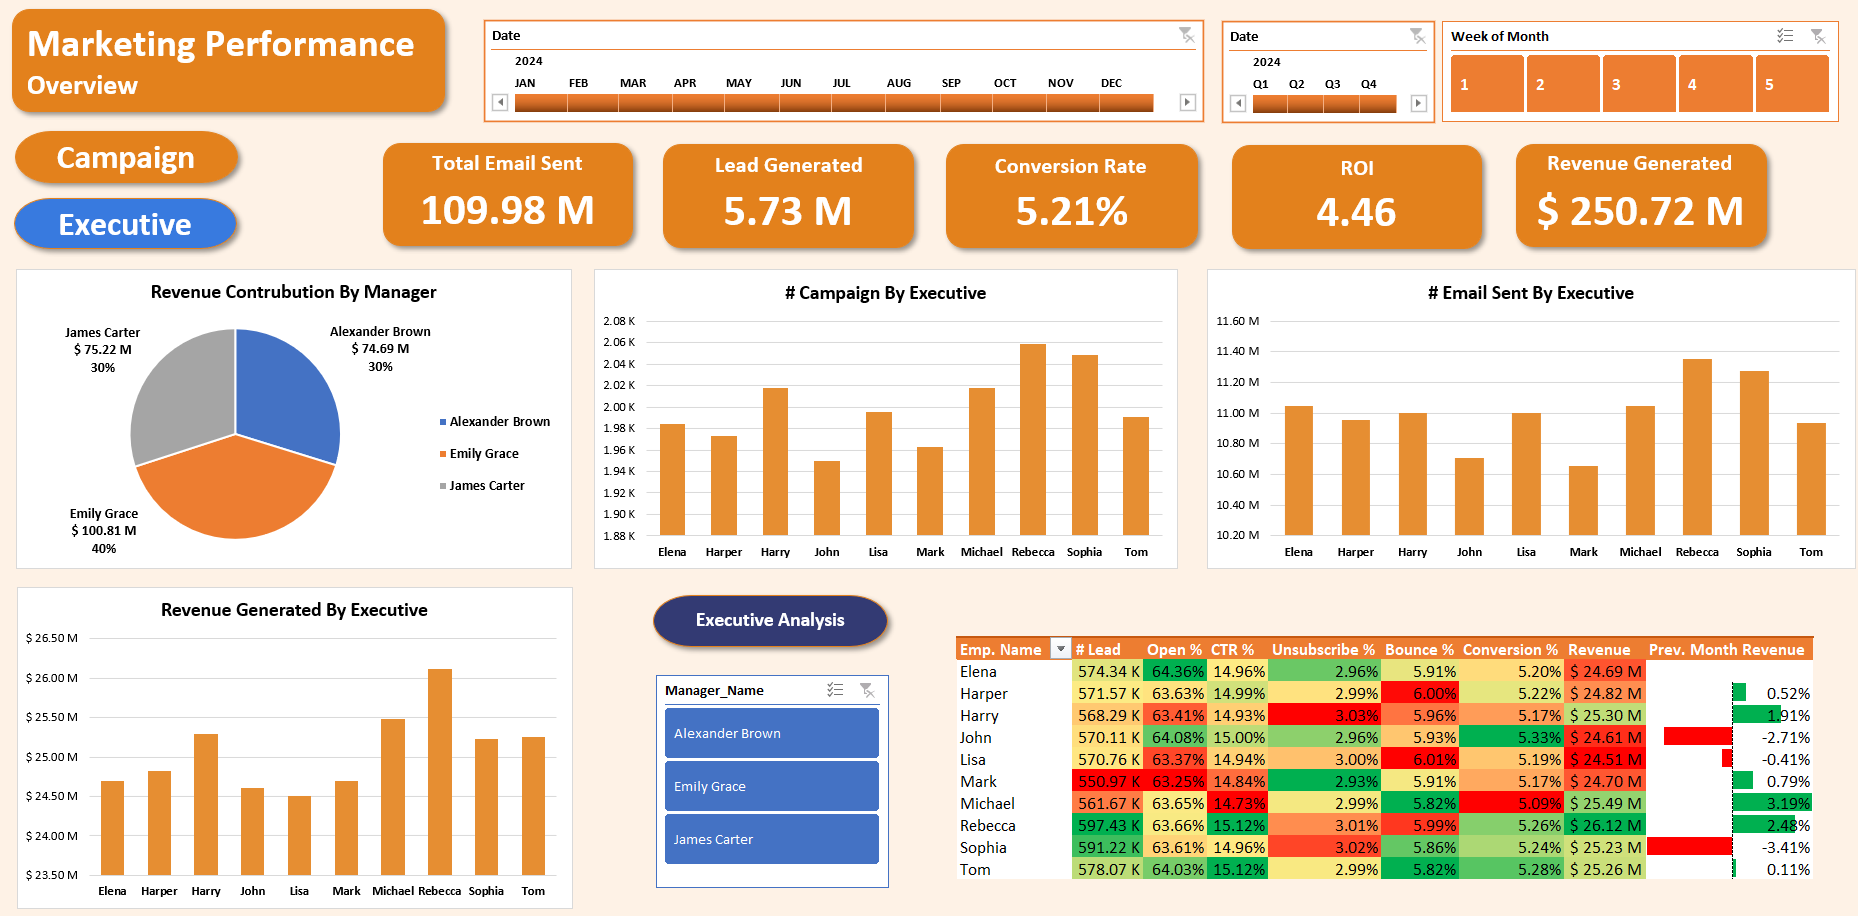 Marketing Performance
Overview
Date
2024
JAN FEB MAR APR MAY JUN JUL AUG SEP OCT NOV DEC
Date
2024
Q1 Q2 Q3 Q4
Week of Month
1 2 3 4 5
Campaign
Executive
Total Email Sent
109.98 M
Lead Generated
5.73 M
Conversion Rate
5.21%
ROI
4.46
Revenue Generated
$ 250.72 M
Revenue Contrubution By Manager
James Carter
$ 75.22 M
30%
Alexander Brown
$ 74.69 M
30%
Emily Grace
$ 100.81 M
40%
Alexander Brown
Emily Grace
James Carter
# Campaign By Executive
2.08 K
2.06 K
2.04 K
2.02 K
2.00 K
1.98 K
1.96 K
1.94 K
1.92 K
1.90 K
1.88 K
Elena Harper Harry John Lisa Mark Michael Rebecca Sophia Tom
# Email Sent By Executive
11.60 M
11.40 M
11.20 M
11.00 M
10.80 M
10.60 M
10.40 M
10.20 M
Elena Harper Harry John Lisa Mark Michael Rebecca Sophia Tom
Revenue Generated By Executive
$ 26.50 M
$ 26.00 M
$ 25.50 M
$ 25.00 M
$ 24.50 M
$ 24.00 M
$ 23.50 M
Elena Harper Harry John Lisa Mark Michael Rebecca Sophia Tom
Executive Analysis
Manager_Name
Alexander Brown
Emily Grace
James Carter
Emp. Name # Lead Open % CTR % Unsubscribe % Bounce % Conversion % Revenue Prev. Month Revenue
Elena 574.34 K 64.36% 14.96% 2.96% 5.91% 5.20% $ 24.69 M
Harper 571.57 K 63.63% 14.99% 2.99% 6.00% 5.22% $ 24.82 M 0.52%
Harry 568.29 K 63.41% 14.93% 3.03% 5.96% 5.17% $ 25.30 M 1.91%
John 570.11 K 64.08% 15.00% 2.96% 5.93% 5.33% $ 24.61 M -2.71%
Lisa 570.76 K 63.37% 14.94% 3.00% 6.01% 5.19% $ 24.51 M -0.41%
Mark 550.97 K 63.25% 14.84% 2.93% 5.91% 5.17% $ 24.70 M 0.79%
Michael 561.67 K 63.65% 14.73% 2.99% 5.82% 5.09% $ 25.49 M 3.19%
Rebecca 597.43 K 63.66% 15.12% 3.01% 5.99% 5.26% $ 26.12 M 2.48%
Sophia 591.22 K 63.61% 14.96% 3.02% 5.86% 5.24% $ 25.23 M -3.41%
Tom 578.07 K 64.03% 15.12% 2.99% 5.82% 5.28% $ 25.26 M 0.11%